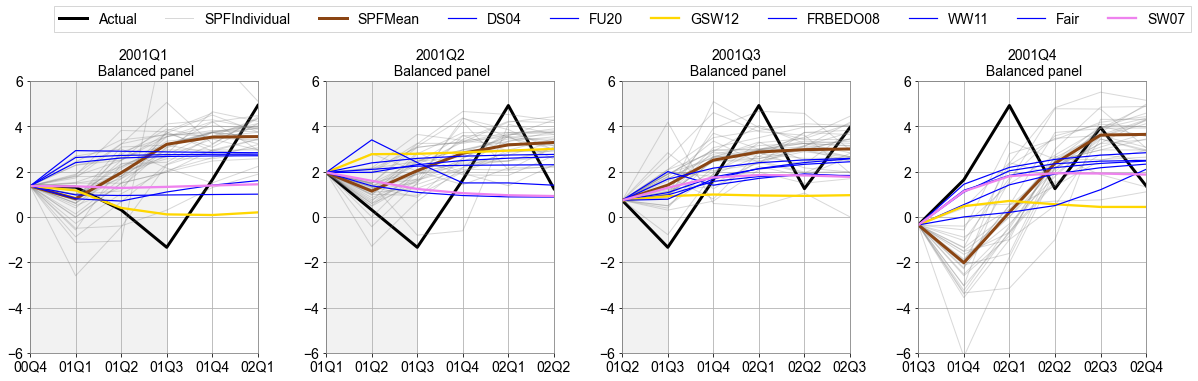 Actual SPFIndividual SPFMean DS04 FU20 GSW12 FRBEDO08 WW11 Fair SW07
2001Q1 2001Q2 2001Q3 2001Q4
Balanced panel Balanced panel Balanced panel Balanced panel
6 6 6 6
4 4 4 4
2 2 2 2
0 0 0 0
−2 −2 −2 −2
−4 −4 −4 −4
−6 −6 −6 −6
00Q4 01Q1 01Q2 01Q3 01Q4 02Q1 01Q1 01Q2 01Q3 01Q4 02Q1 02Q2 01Q2 01Q3 01Q4 02Q1 02Q2 02Q3 01Q3 01Q4 02Q1 02Q2 02Q3 02Q4